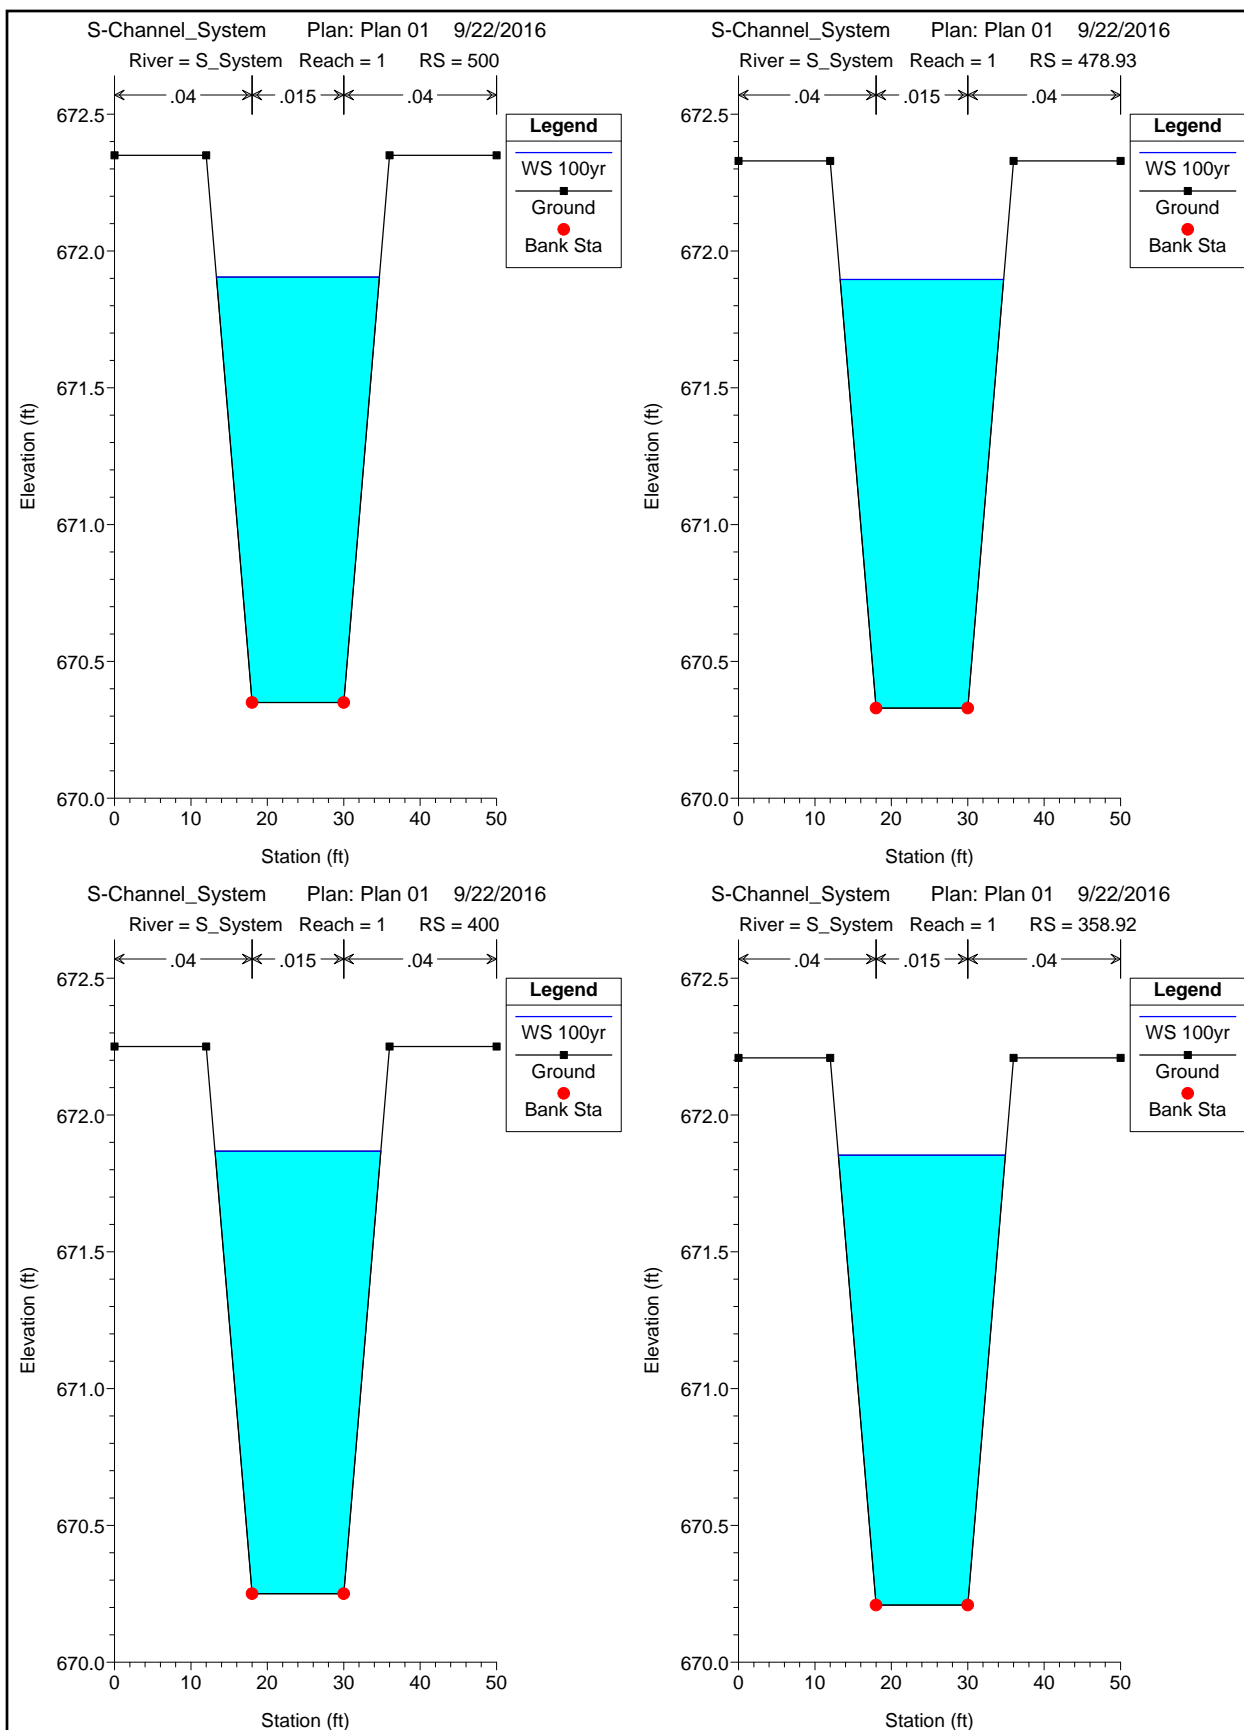 S-Channel_System Plan: Plan 01 9/22/2016
River = S_System Reach = 1 RS = 500
.04 .015 .04
672.5
672.0
671.5
671.0
670.5
670.0
Elevation (ft)
0 10 20 30 40 50
Station (ft)
Legend
WS 100yr
Ground
Bank Sta
S-Channel_System Plan: Plan 01 9/22/2016
River = S_System Reach = 1 RS = 478.93
.04 .015 .04
672.5
672.0
671.5
671.0
670.5
670.0
Elevation (ft)
0 10 20 30 40 50
Station (ft)
Legend
WS 100yr
Ground
Bank Sta
S-Channel_System Plan: Plan 01 9/22/2016
River = S_System Reach = 1 RS = 400
.04 .015 .04
672.5
672.0
671.5
671.0
670.5
670.0
Elevation (ft)
0 10 20 30 40 50
Station (ft)
Legend
WS 100yr
Ground
Bank Sta
S-Channel_System Plan: Plan 01 9/22/2016
River = S_System Reach = 1 RS = 358.92
.04 .015 .04
672.5
672.0
671.5
671.0
670.5
670.0
Elevation (ft)
0 10 20 30 40 50
Station (ft)
Legend
WS 100yr
Ground
Bank Sta